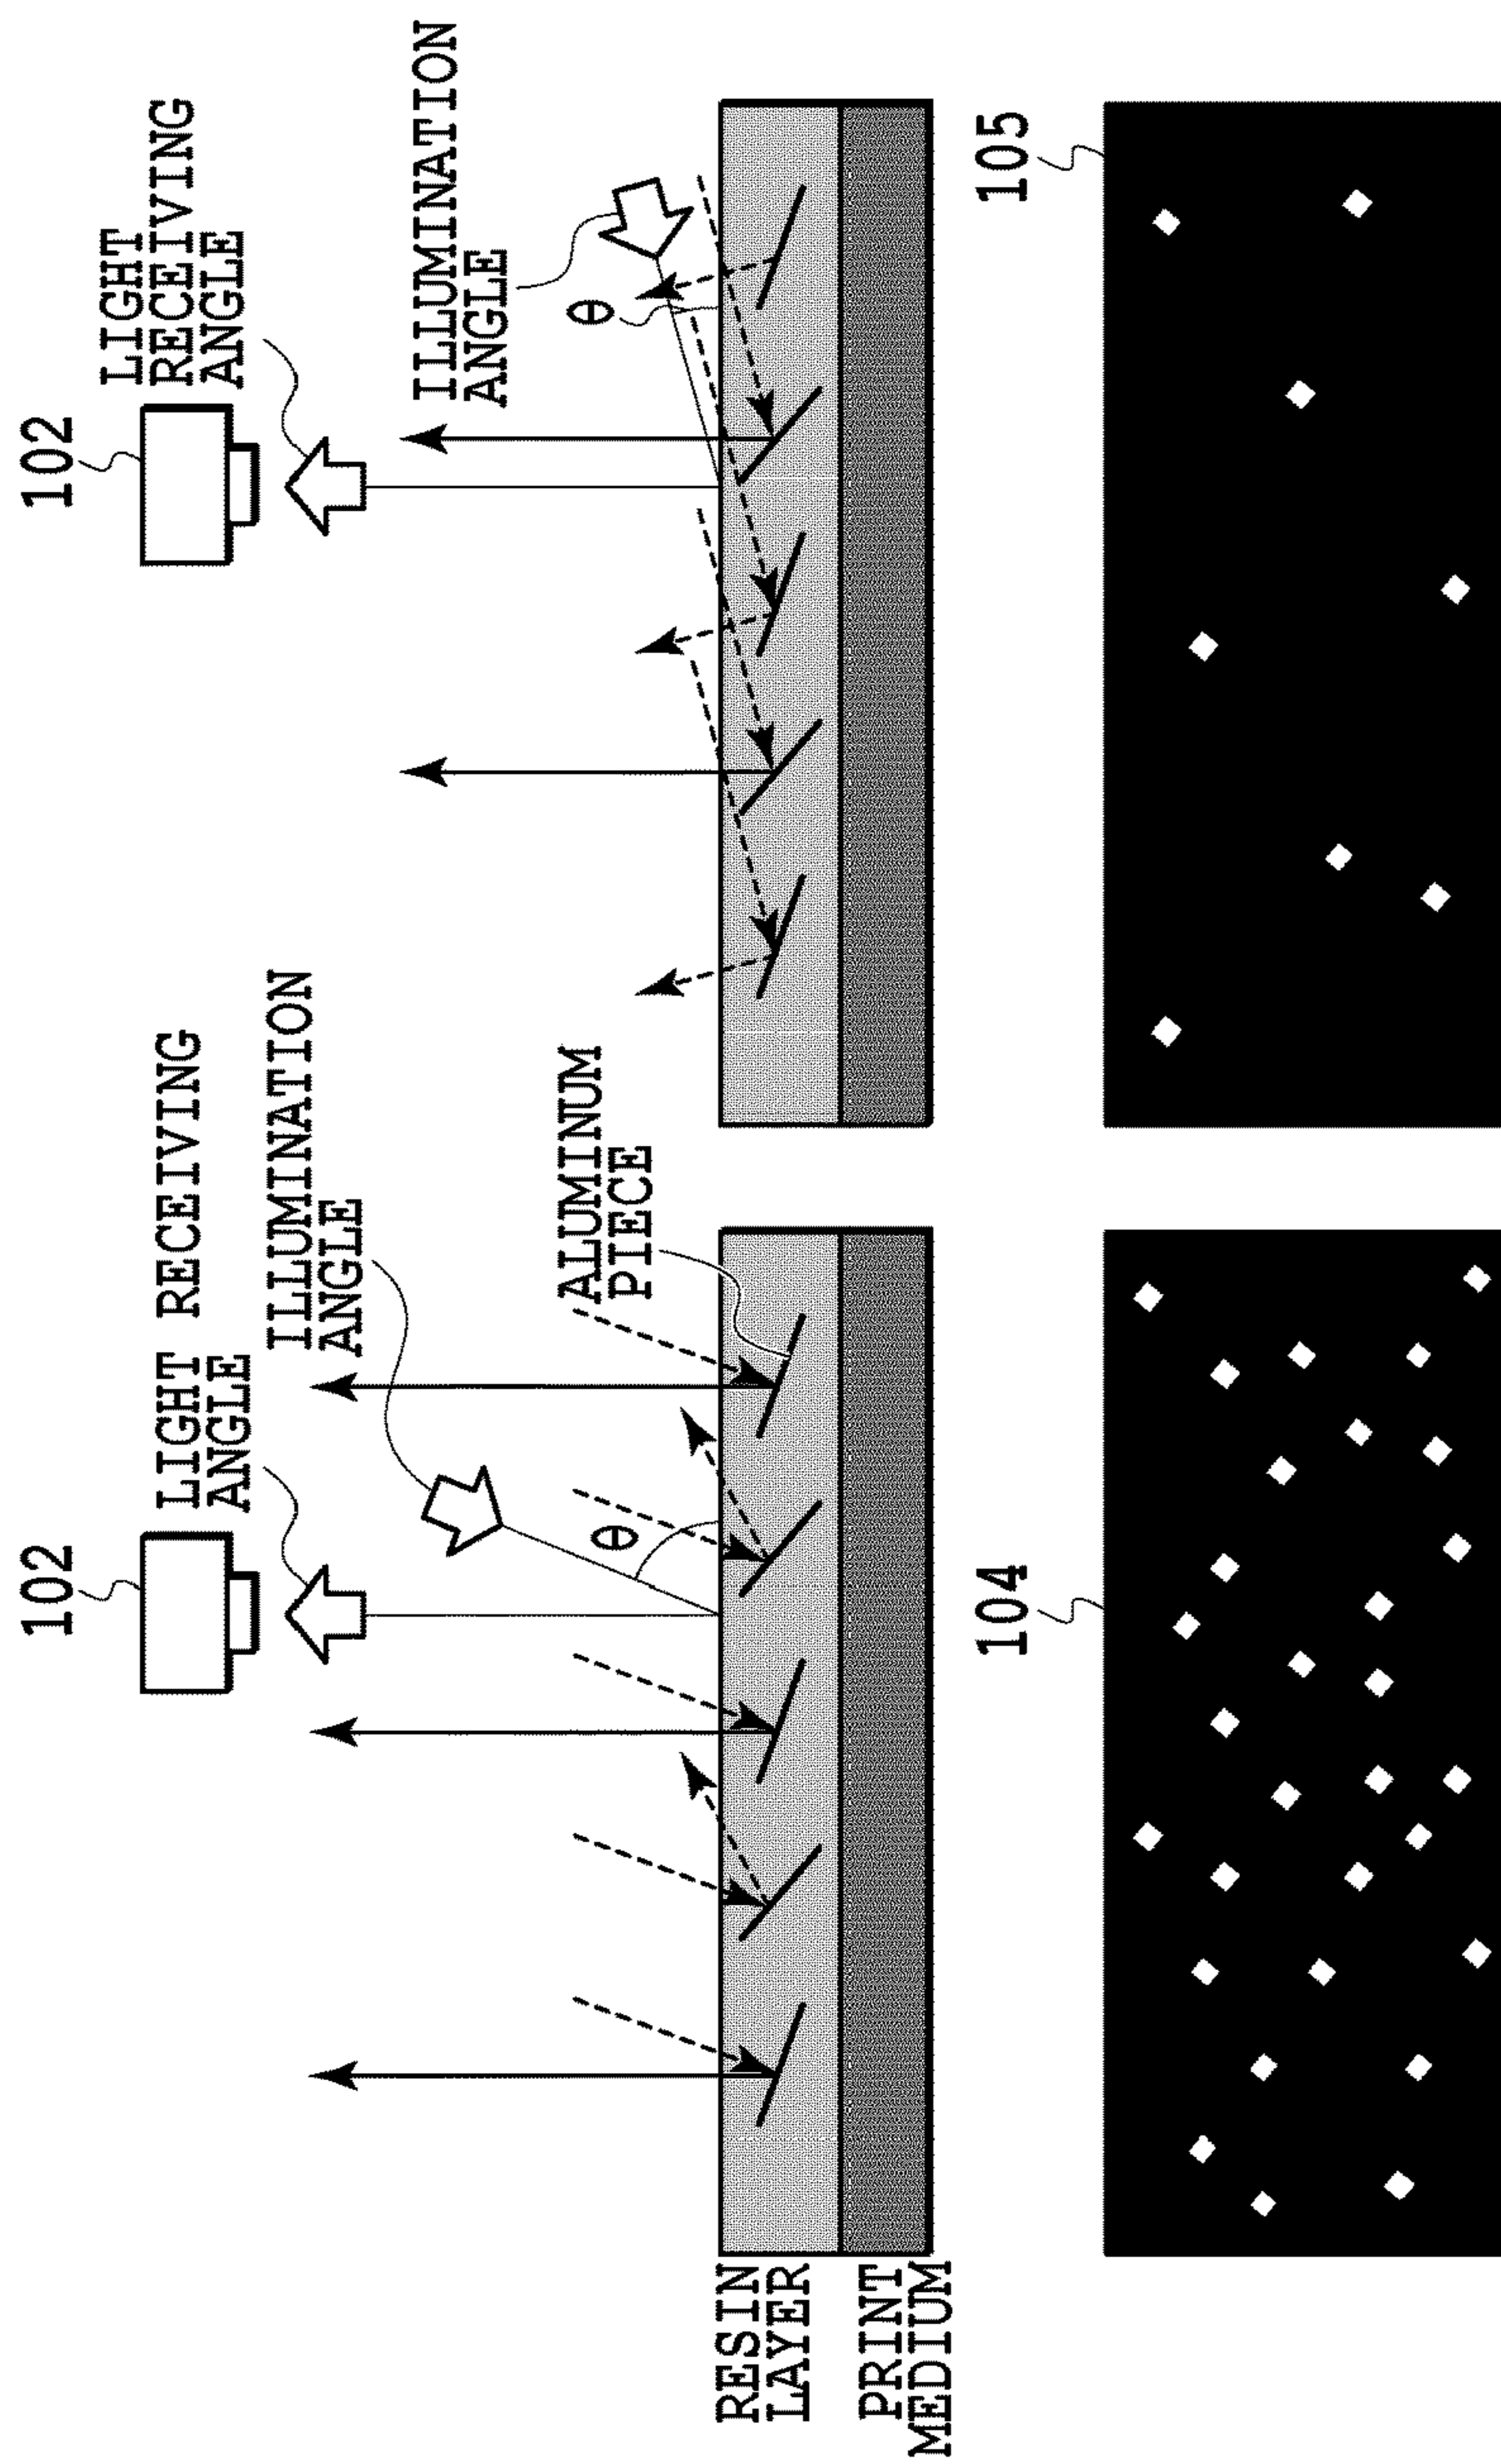 102
LIGHT RECEIVING
ANGLE
ILLUMINATION
ANGLE
θ
ALUMINUM
PIECE
RESIN
LAYER
PRINT
MEDIUM
104
102
LIGHT
RECEIVING
ANGLE
ILLUMINATION
ANGLE
θ
105